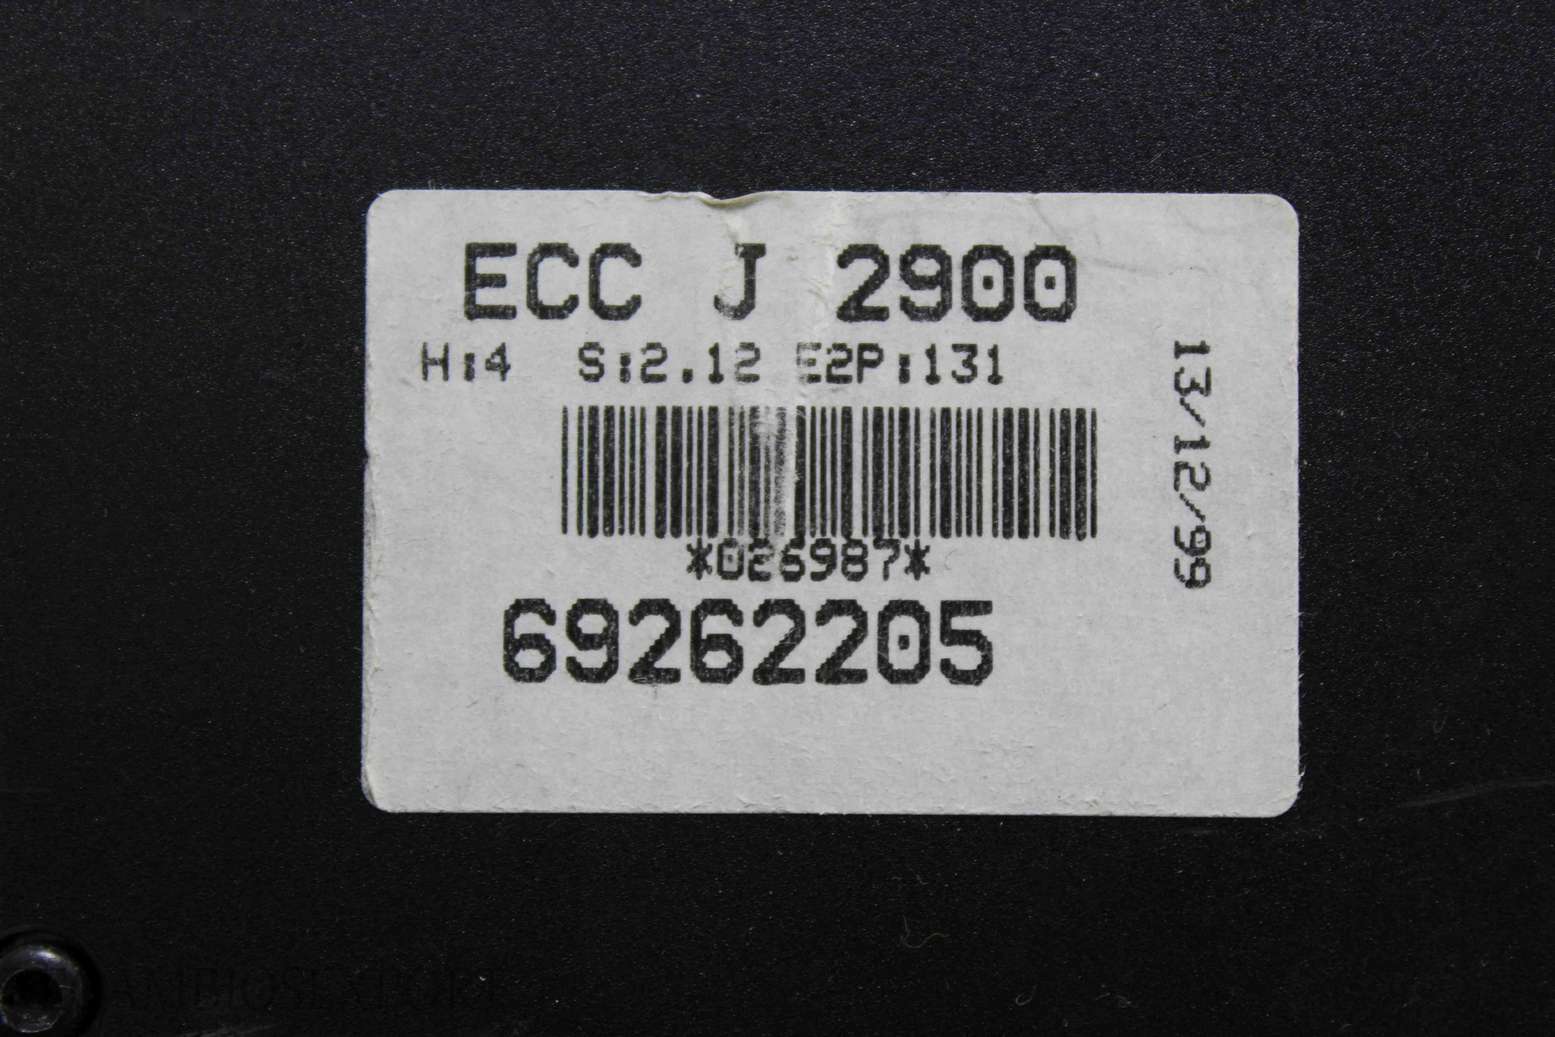 ECC J 2900
H:4 S:2.12 E2P:131
*026987*
69262205
13/12/99